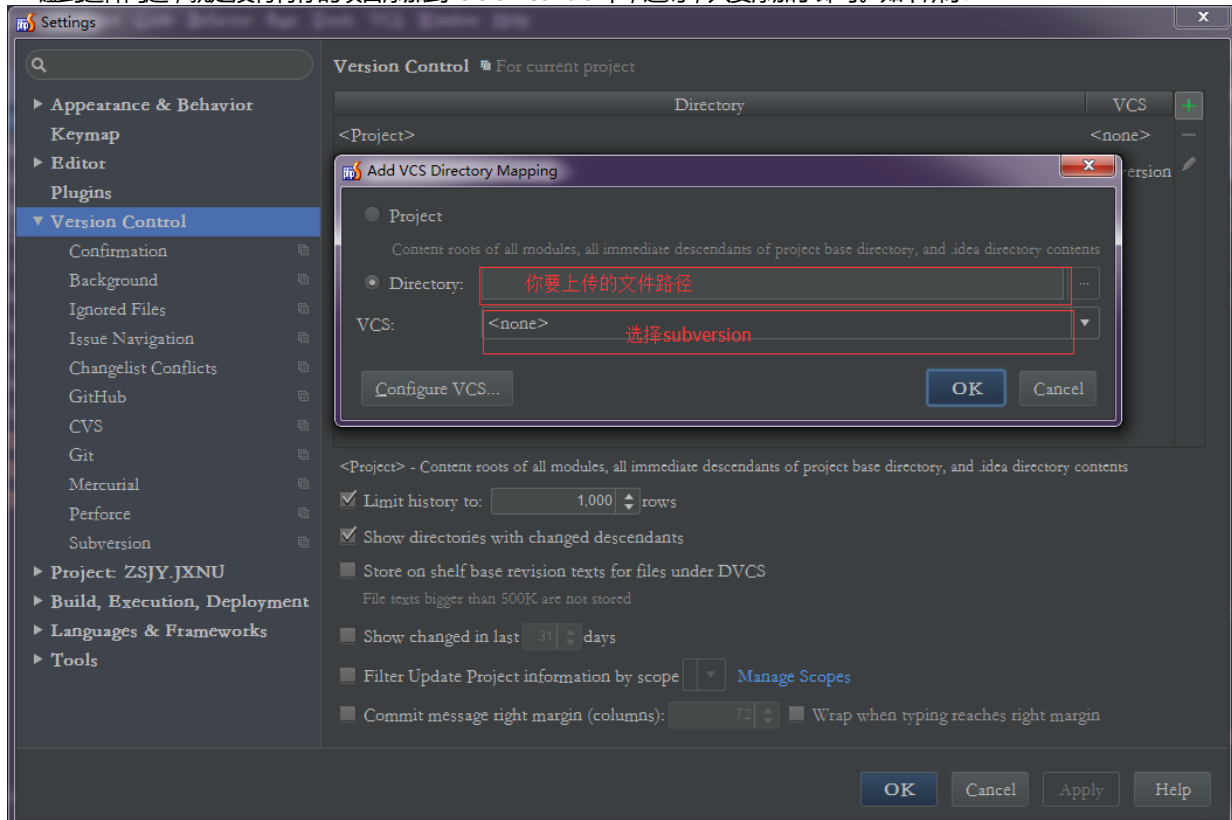 Settings
Version Control For current project
Directory VCS
Appearance & Behavior
Keymap
<Project> <none>
Editor
Plugins
Add VCS Directory Mapping
Version Control
Project
Confirmation
Content roots of all modules, all immediate descendants of project base directory, and .idea directory contents
Background
Directory: 你要上传的文件路径 ...
Ignored Files
VCS: <none> 选择subversion
Issue Navigation
Changelist Conflicts
GitHub
Configure VCS... OK Cancel
CVS
Git
<Project> - Content roots of all modules, all immediate descendants of project base directory, and .idea directory contents
Mercurial
Limit history to: 1,000 rows
Perforce
Subversion
Show directories with changed descendants
Project: ZSJY.JXNU
Store on shelf base revision texts for files under DVCS
Build, Execution, Deployment
File texts bigger than 500K are not stored
Languages & Frameworks
Show changed in last 31 days
Tools
Filter Update Project information by scope Manage Scopes
Commit message right margin (columns): 72 Wrap when typing reaches right margin
OK Cancel Apply Help